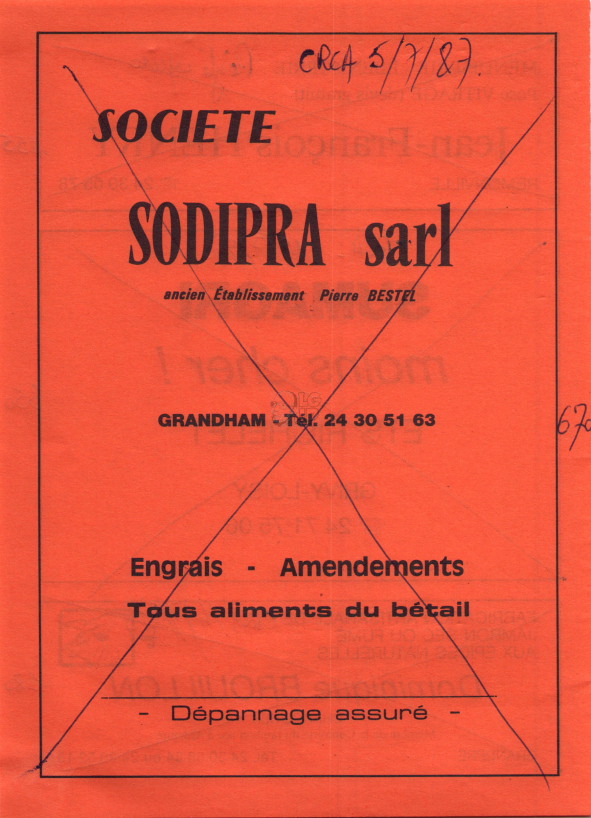 CRCA 5/7/87.
SOCIETE
SODIPRA sarl
ancien Établissement Pierre BESTEL
GRANDHAM - Tél. 24 30 51 63
670
Engrais - Amendements
Tous aliments du bétail
- Dépannage assuré -